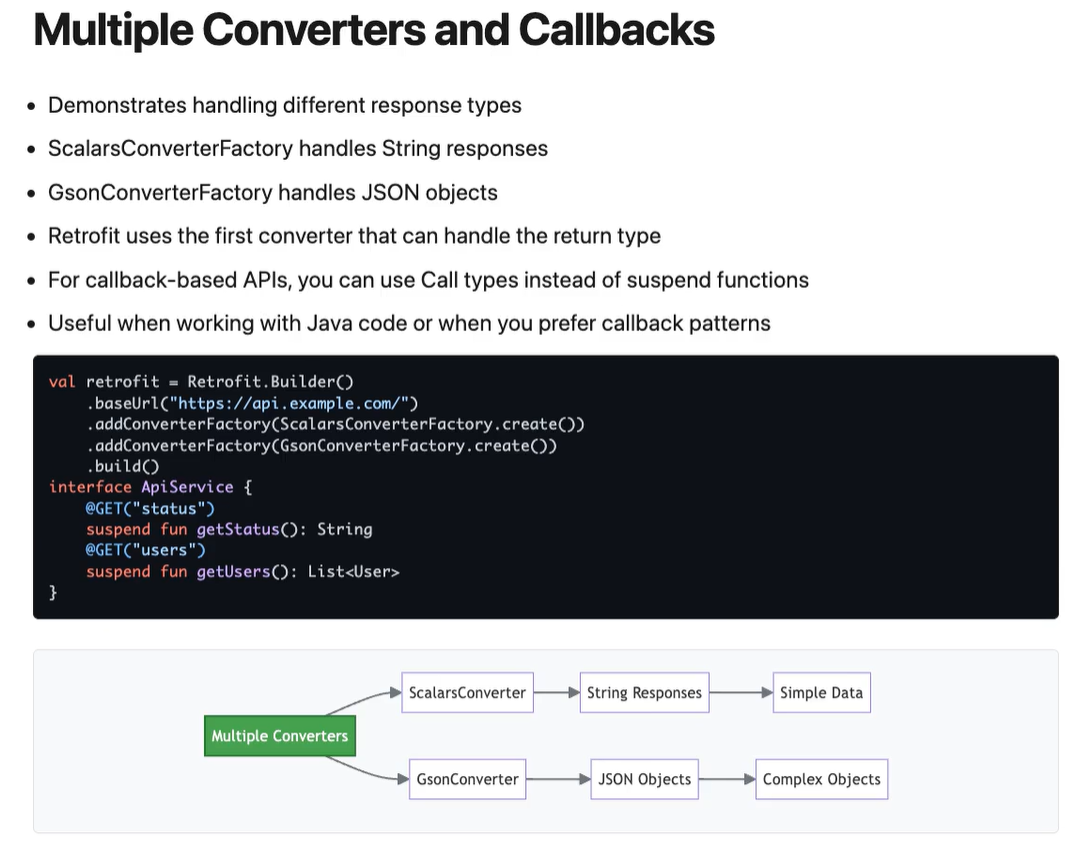 Multiple Converters and Callbacks
• Demonstrates handling different response types
• ScalarsConverterFactory handles String responses
• GsonConverterFactory handles JSON objects
• Retrofit uses the first converter that can handle the return type
• For callback-based APIs, you can use Call types instead of suspend functions
• Useful when working with Java code or when you prefer callback patterns
val retrofit = Retrofit.Builder()
    .baseUrl("https://api.example.com/")
    .addConverterFactory(ScalarsConverterFactory.create())
    .addConverterFactory(GsonConverterFactory.create())
    .build()
interface ApiService {
    @GET("status")
    suspend fun getStatus(): String
    @GET("users")
    suspend fun getUsers(): List<User>
}
Multiple Converters
ScalarsConverter
String Responses
Simple Data
GsonConverter
JSON Objects
Complex Objects